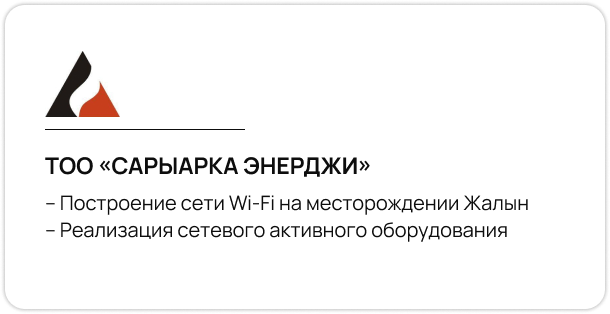 ТОО «САРЫАРКА ЭНЕРДЖИ»
– Построение сети Wi-Fi на месторождении Жалын
– Реализация сетевого активного оборудования